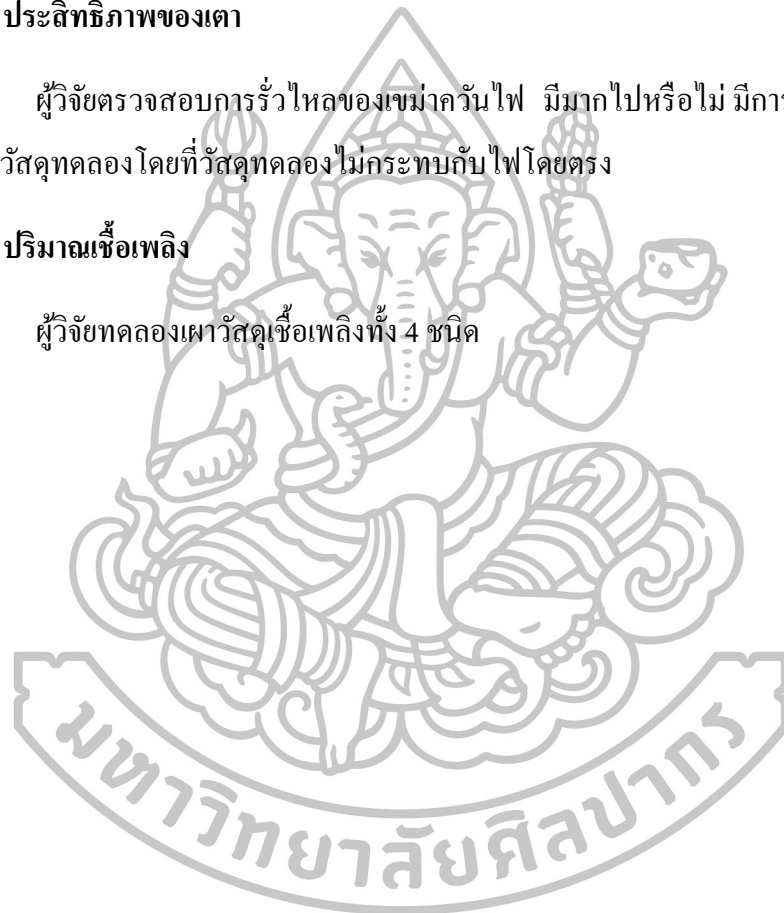 ประสิทธิภาพของเตา
ผู้วิจัยตรวจสอบการรั่วไหลของเขม่าควันไฟ มีมากไปหรือไม่ มีการ
วัสดุทดลองโดยที่วัสดุทดลองไม่กระทบกับไฟโดยตรง
ปริมาณเชื้อเพลิง
ผู้วิจัยทดลองเผาวัสดุเชื้อเพลิงทั้ง 4 ชนิด
มหาวิทยาลัยศิลปากร